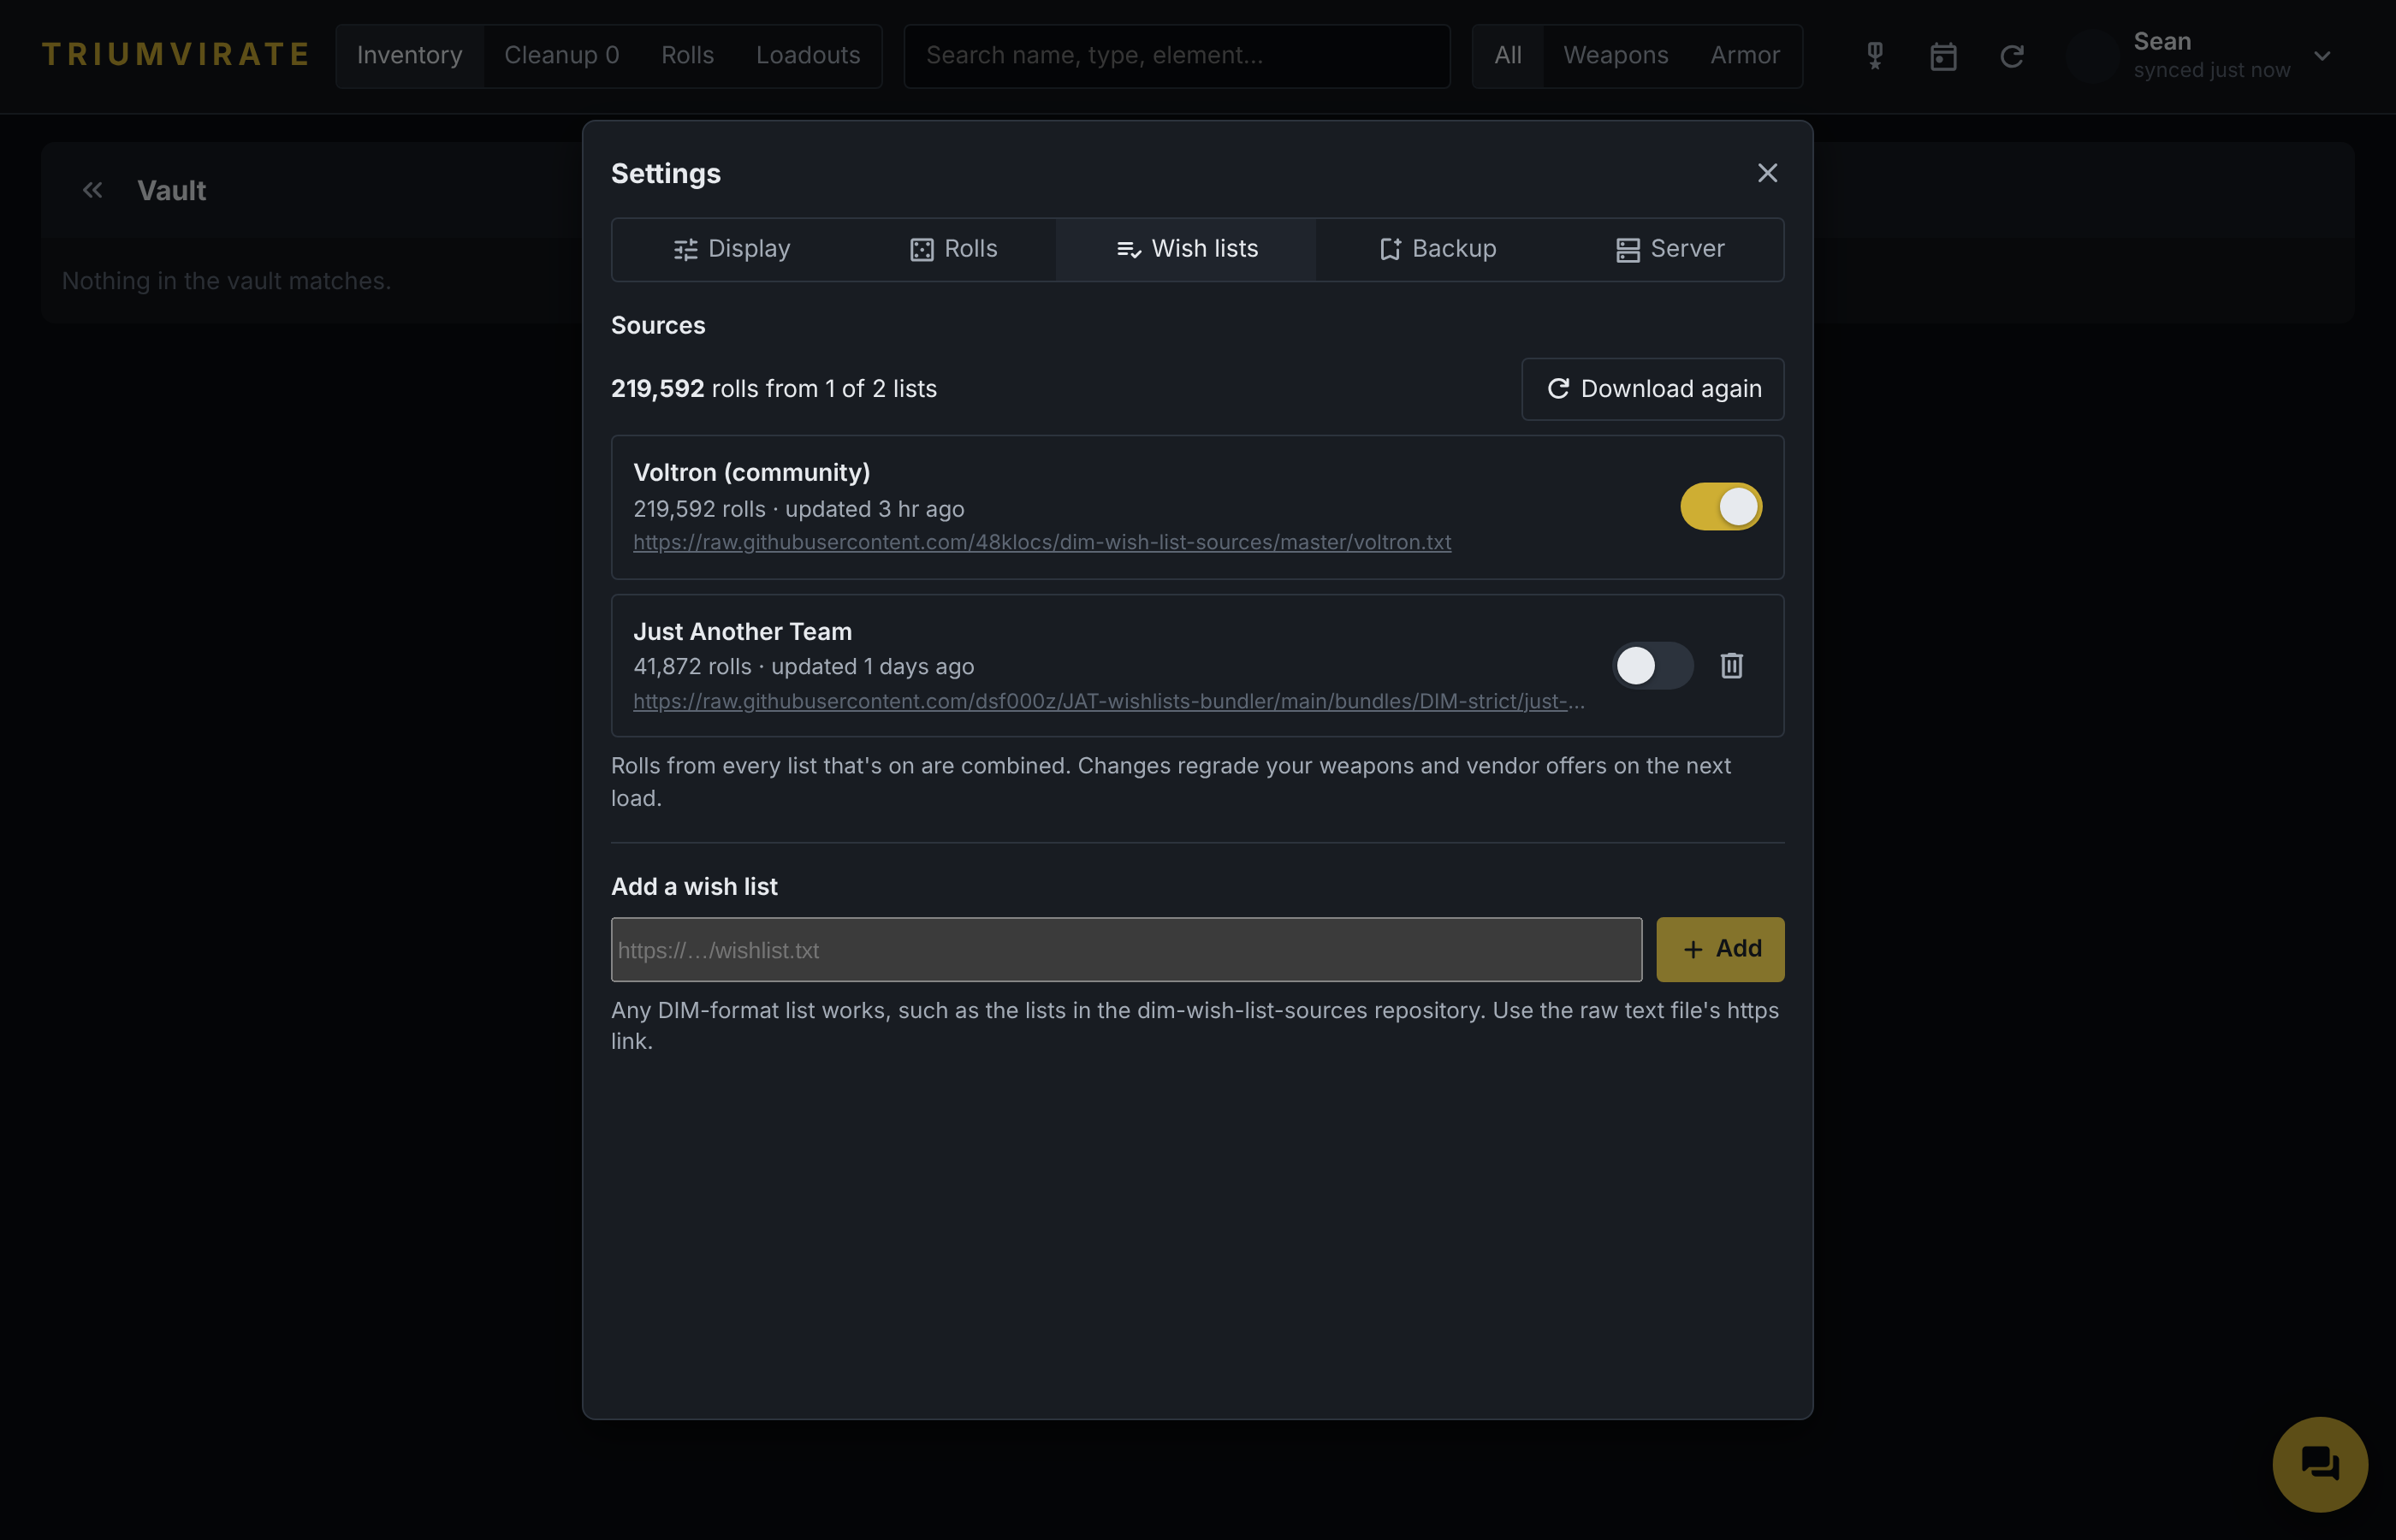 TRIUMVIRATE
Inventory
Cleanup 0
Rolls
Loadouts
Search name, type, element...
All
Weapons
Armor
Sean
synced just now
Vault
Nothing in the vault matches.
Settings
Display
Rolls
Wish lists
Backup
Server
Sources
219,592 rolls from 1 of 2 lists
Download again
Voltron (community)
219,592 rolls · updated 3 hr ago
https://raw.githubusercontent.com/48klocs/dim-wish-list-sources/master/voltron.txt
Just Another Team
41,872 rolls · updated 1 days ago
https://raw.githubusercontent.com/dsf000z/JAT-wishlists-bundler/main/bundles/DIM-strict/just-...
Rolls from every list that's on are combined. Changes regrade your weapons and vendor offers on the next
load.
Add a wish list
https://.../wishlist.txt
+ Add
Any DIM-format list works, such as the lists in the dim-wish-list-sources repository. Use the raw text file's https
link.